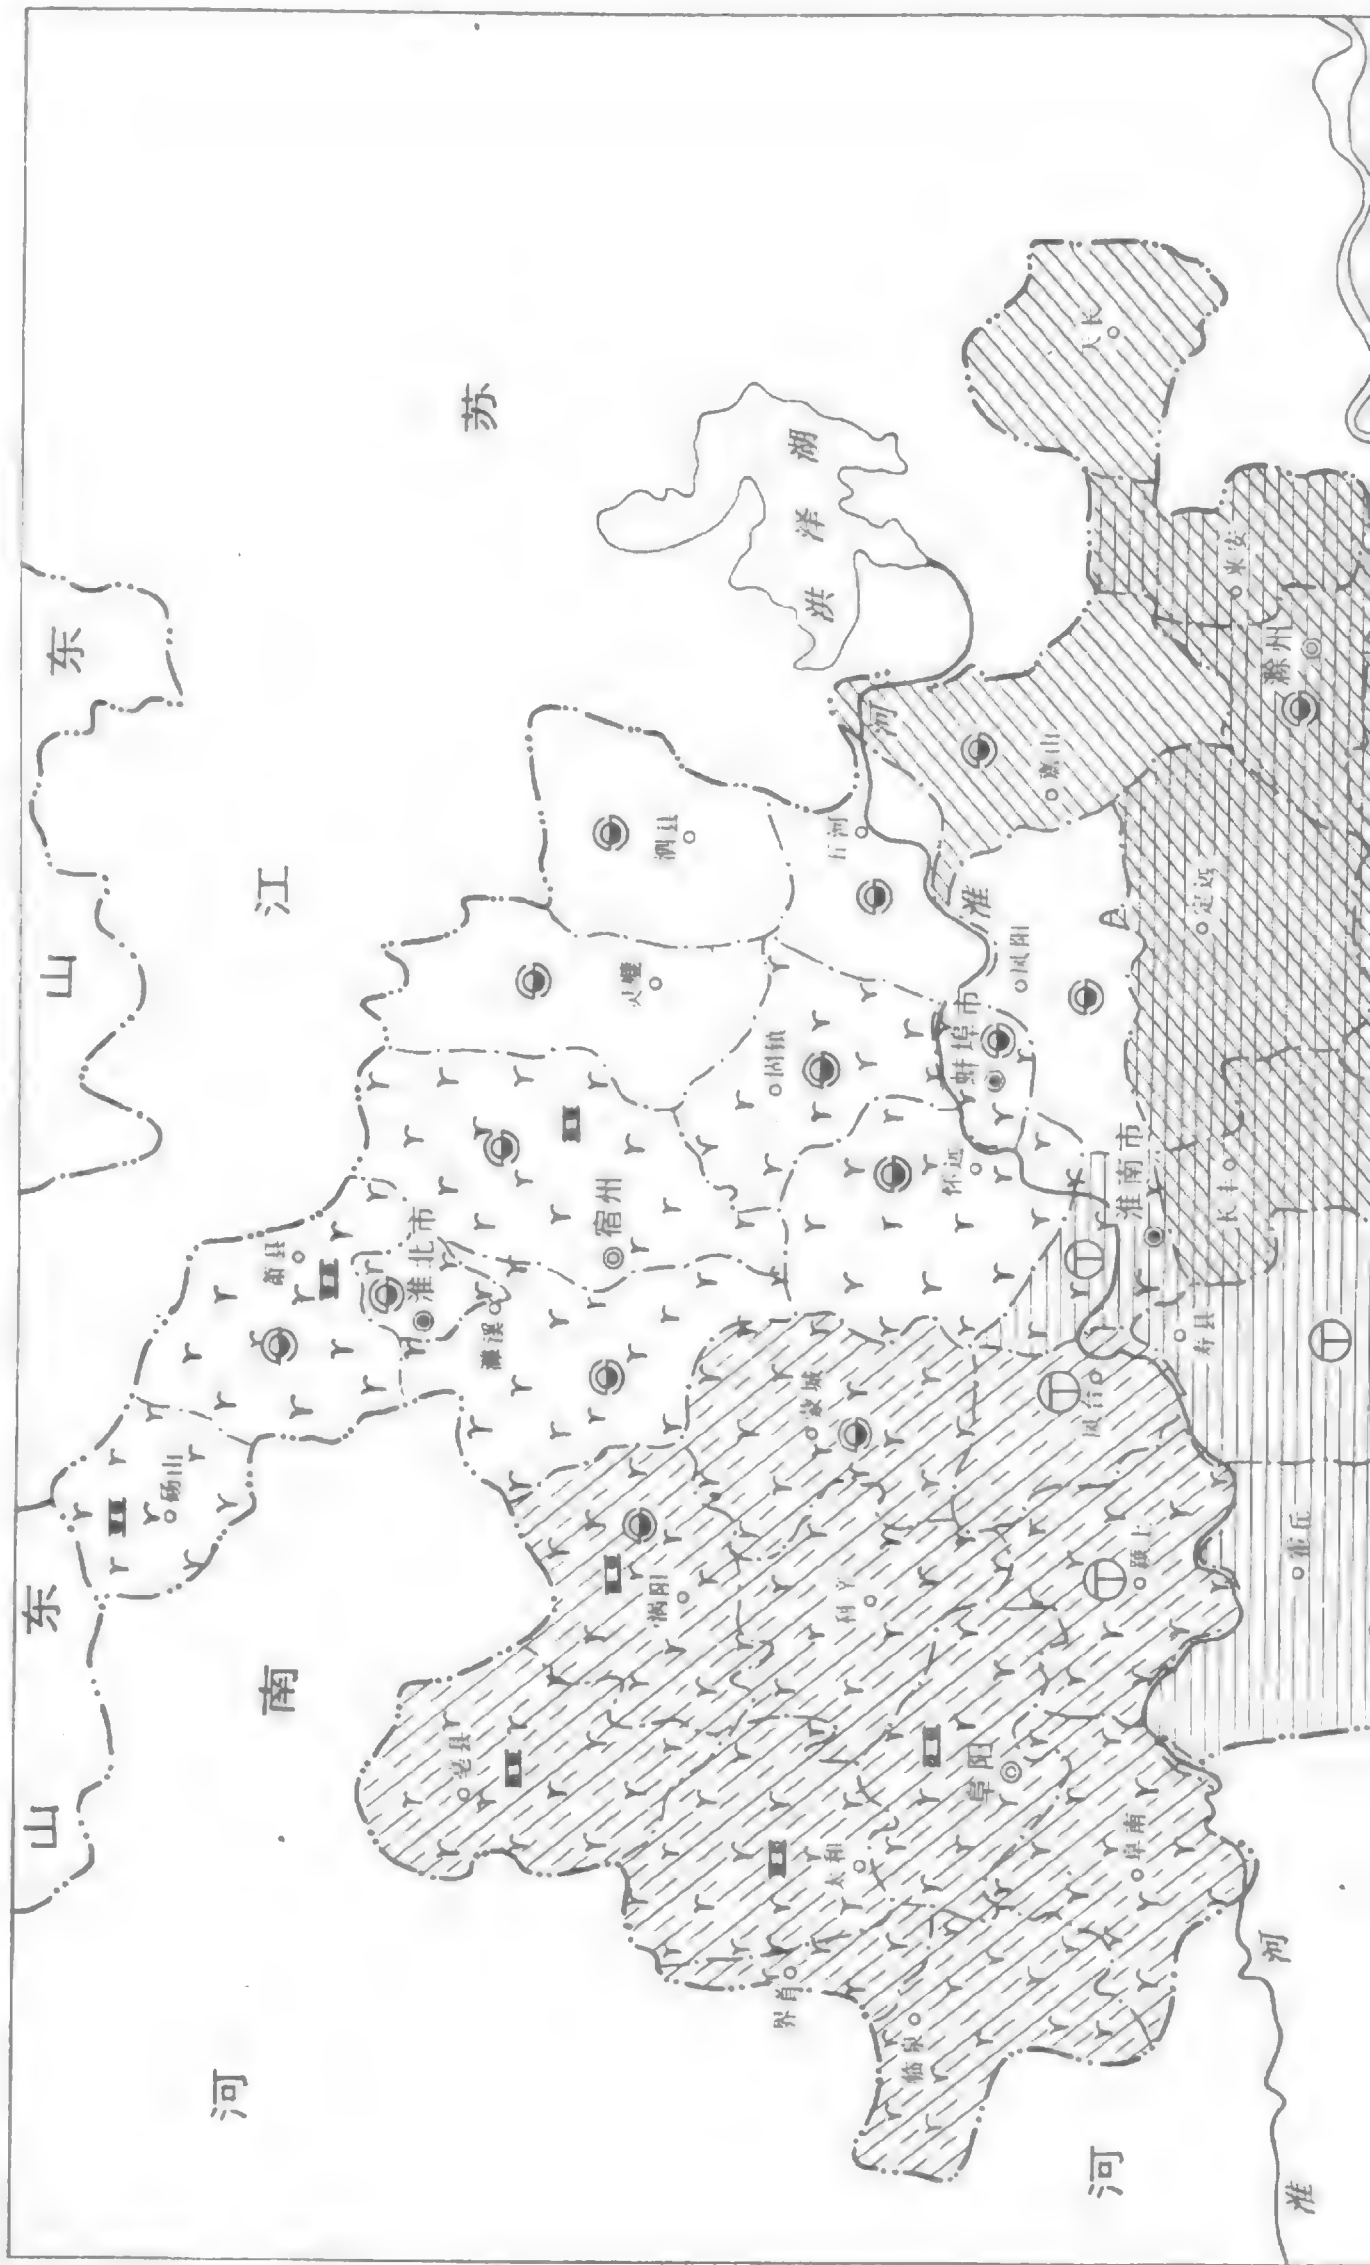 山东
山东
江苏
河南
河
洪泽湖
淮河
淮河
砀山
萧县
淮北市
濉溪
宿州
灵璧
泗县
五河
固镇
怀远
蚌埠市
凤阳
嘉山
天长
来安
滁州
定远
长丰
淮南市
寿县
凤台
霍丘
颍上
蒙城
涡阳
利辛
亳县
太和
阜阳
阜南
界首
临泉